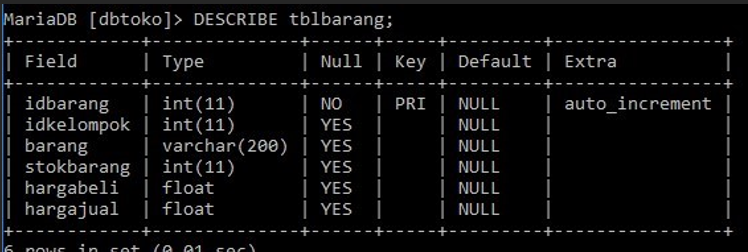 MariaDB [dbtoko]> DESCRIBE tblbarang;
+------------+--------------+------+-----+---------+----------------+
| Field      | Type         | Null | Key | Default | Extra          |
+------------+--------------+------+-----+---------+----------------+
| idbarang   | int(11)      | NO   | PRI | NULL    | auto_increment |
| idkelompok | int(11)      | YES  |     | NULL    |                |
| barang     | varchar(200) | YES  |     | NULL    |                |
| stokbarang | int(11)      | YES  |     | NULL    |                |
| hargabeli  | float        | YES  |     | NULL    |                |
| hargajual  | float        | YES  |     | NULL    |                |
+------------+--------------+------+-----+---------+----------------+
6 rows in set (0.01 sec)